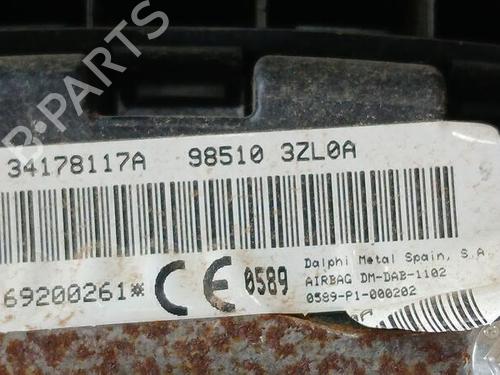 B-PARTS
34178117A 98510 3ZL0A
69200261* CE 0589
Dalphi Metal Spain, S.A.
AIRBAG DM-DAB-1102
0589-P1-000202